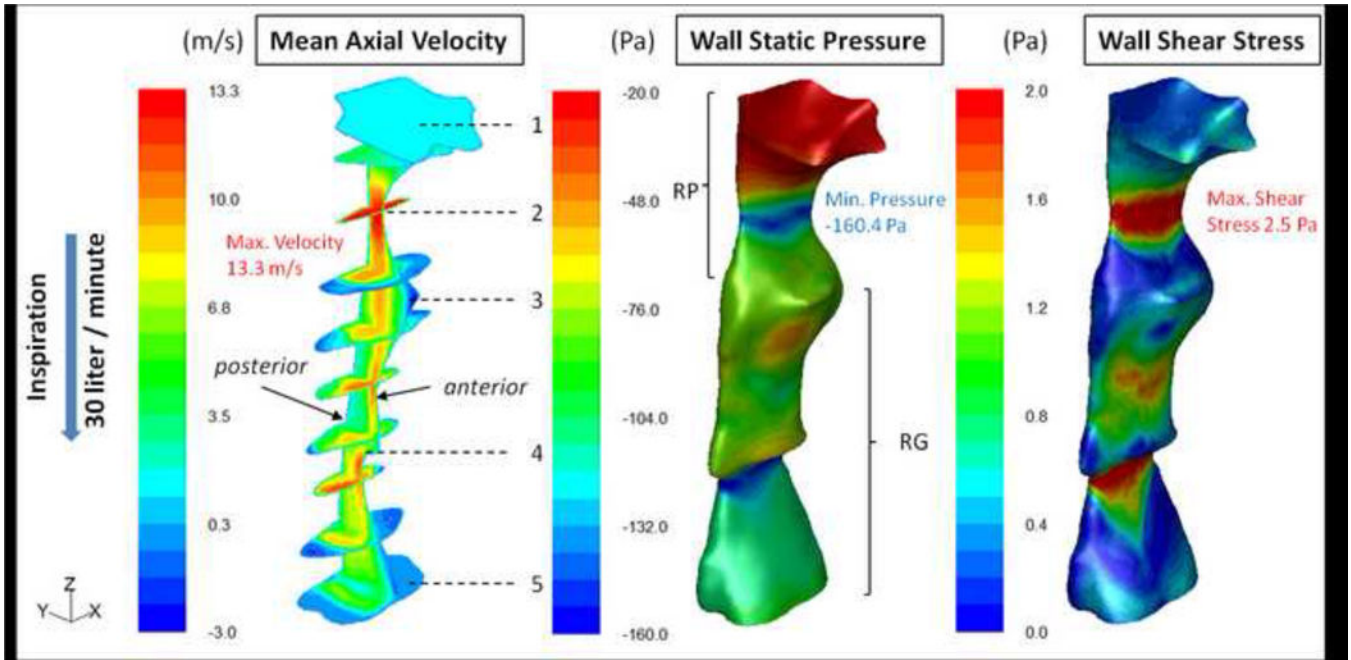 (m/s)
Mean Axial Velocity
(Pa)
Wall Static Pressure
(Pa)
Wall Shear Stress
13.3
10.0
6.8
3.5
0.3
-3.0
Inspiration
30 liter / minute
Z
Y
X
Max. Velocity
13.3 m/s
posterior
anterior
1
2
3
4
5
-20.0
-48.0
-76.0
-104.0
-132.0
-160.0
RP
Min. Pressure
-160.4 Pa
RG
2.0
1.6
1.2
0.8
0.4
0.0
Max. Shear
Stress 2.5 Pa